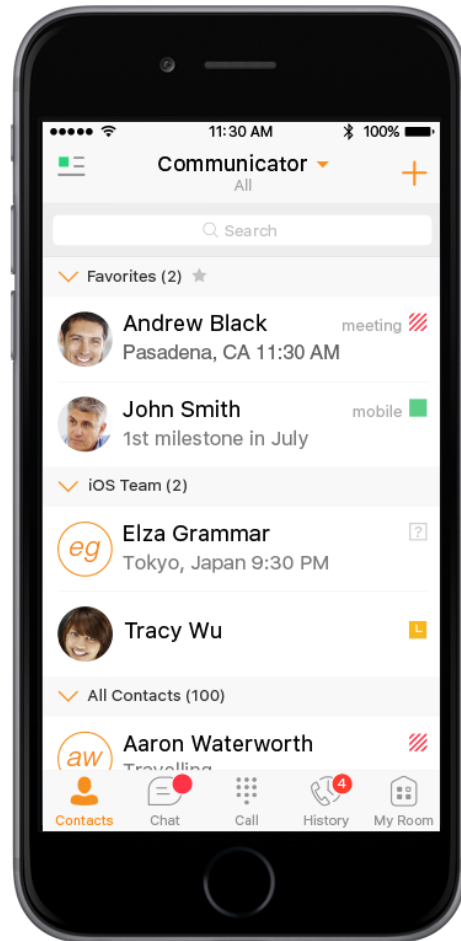 11:30 AM 100%
Communicator
All
Search
Favorites (2)
Andrew Black meeting
Pasadena, CA 11:30 AM
John Smith mobile
1st milestone in July
iOS Team (2)
eg Elza Grammar ?
Tokyo, Japan 9:30 PM
Tracy Wu
All Contacts (100)
aw Aaron Waterworth
Travelling
4
Contacts Chat Call History My Room